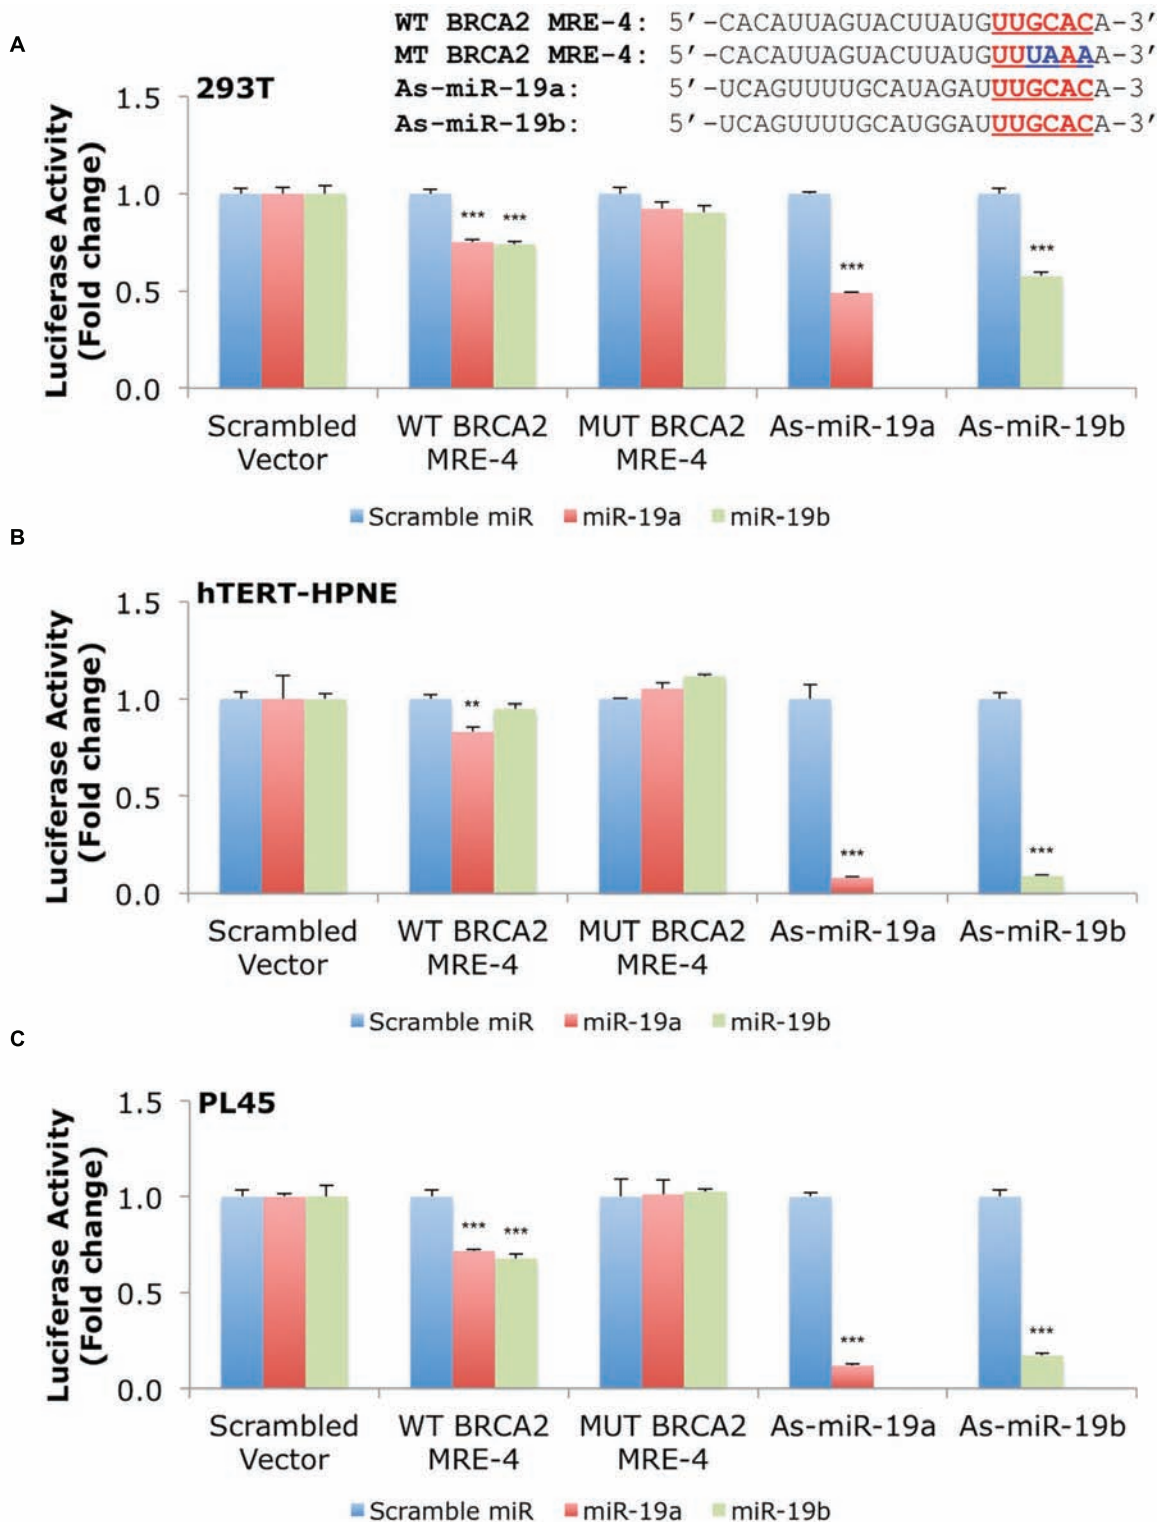 A
WT BRCA2 MRE-4: 5′-CACAUUAGUACUUAUGUUGCACA-3′
MT BRCA2 MRE-4: 5′-CACAUUAGUACUUAUGUUUAAAA-3′
As-miR-19a: 5′-UCAGUUUUGCAUAGAUUUGCACA-3
As-miR-19b: 5′-UCAGUUUUGCAUGGAUUUGCACA-3′
293T
Luciferase Activity
(Fold change)
1.5
1.0
0.5
0.0
*** ***
***
***
Scrambled Vector
WT BRCA2 MRE-4
MUT BRCA2 MRE-4
As-miR-19a
As-miR-19b
Scramble miR miR-19a miR-19b
B
hTERT-HPNE
Luciferase Activity
(Fold change)
1.5
1.0
0.5
0.0
**
***
***
Scrambled Vector
WT BRCA2 MRE-4
MUT BRCA2 MRE-4
As-miR-19a
As-miR-19b
Scramble miR miR-19a miR-19b
C
PL45
Luciferase Activity
(Fold change)
1.5
1.0
0.5
0.0
*** ***
***
***
Scrambled Vector
WT BRCA2 MRE-4
MUT BRCA2 MRE-4
As-miR-19a
As-miR-19b
Scramble miR miR-19a miR-19b